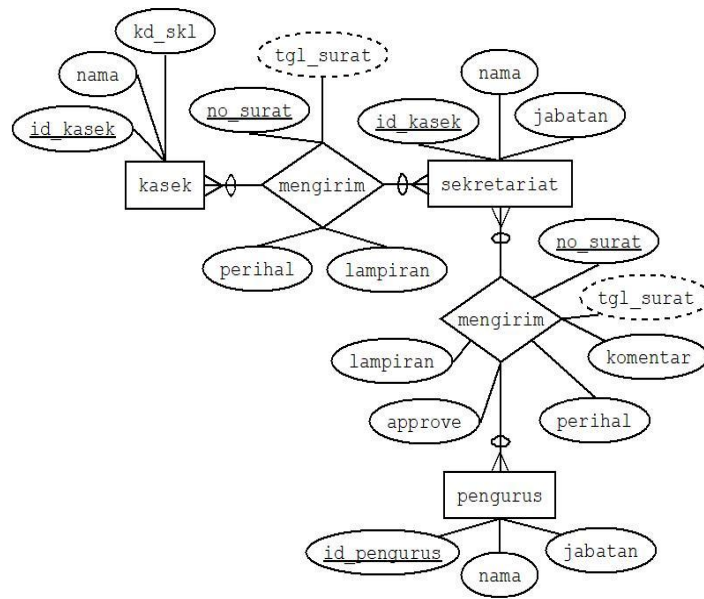 kd_skl
tgl_surat
nama
nama
no_surat
id_kasek
id_kasek
jabatan
kasek
mengirim
sekretariat
perihal
lampiran
no_surat
tgl_surat
mengirim
lampiran
komentar
approve
perihal
pengurus
id_pengurus
jabatan
nama